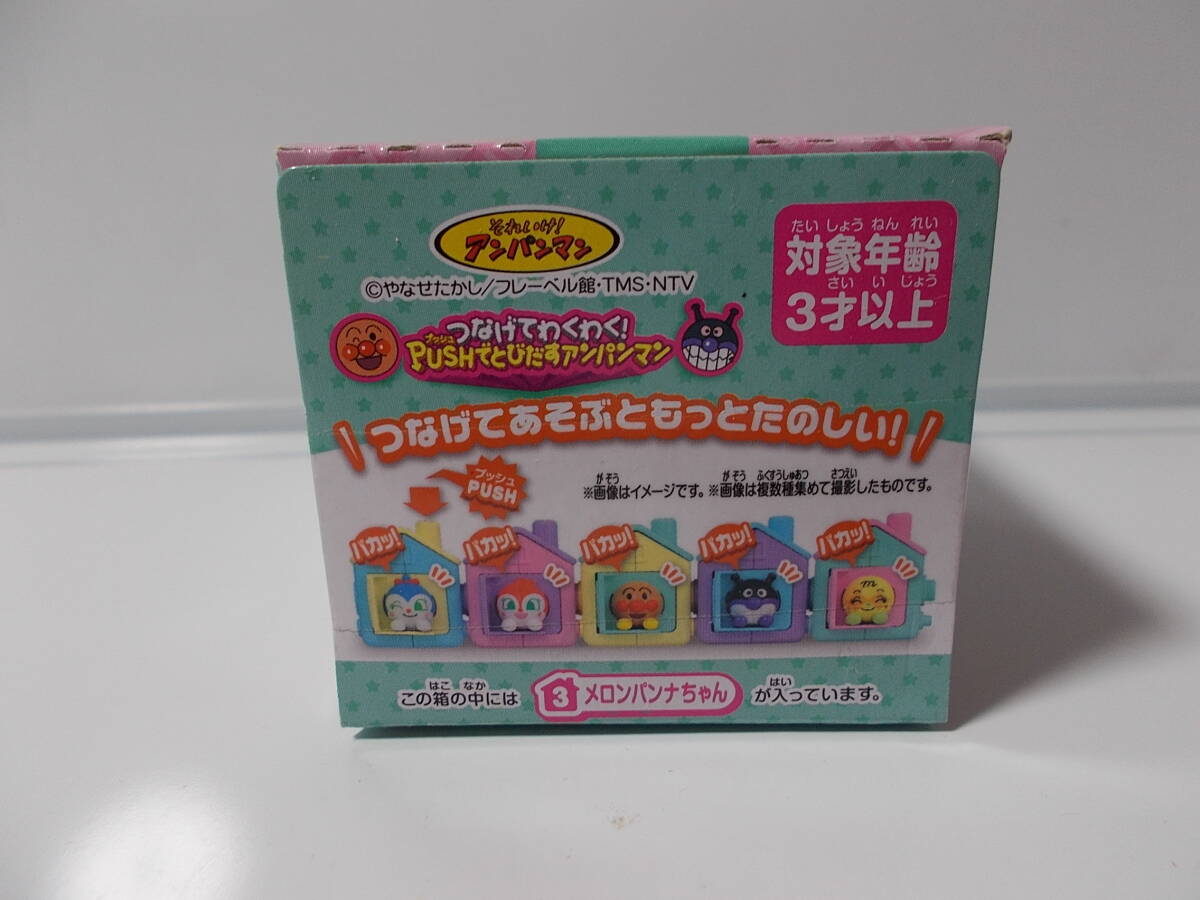 それいけ!
アンパンマン
©やなせたかし/フレーベル館・TMS・NTV
たい しょう ねん れい
対象年齢
さい い じょう
3才以上
つなげてわくわく!
プッシュ
PUSHでとびだすアンパンマン
つなげてあそぶともっとたのしい!
プッシュ
PUSH
がぞう がぞう ふくすうしゅあつ さつえい
※画像はイメージです。※画像は複数種集めて撮影したものです。
パカッ! パカッ! パカッ! パカッ! パカッ!
m
はこ なか はい
この箱の中には 3 メロンパンナちゃん が入っています。